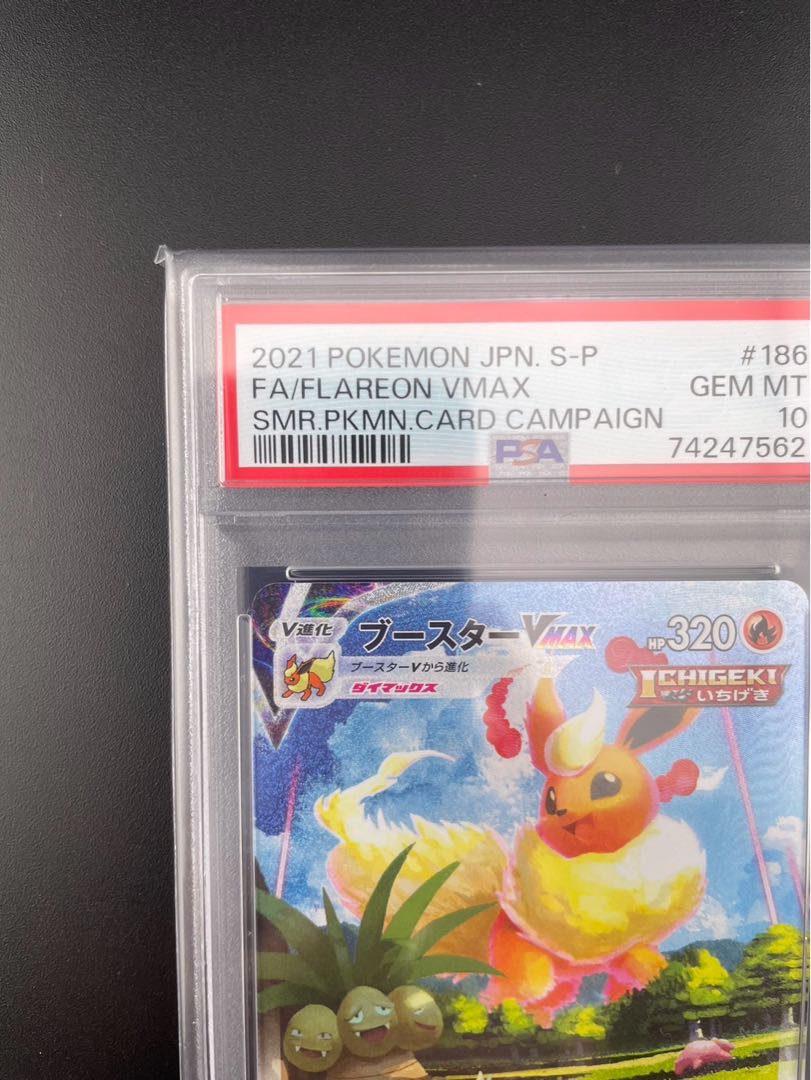 2021 POKEMON JPN. S-P #186
FA/FLAREON VMAX GEM MT
SMR.PKMN.CARD CAMPAIGN 10
PSA 74247562
V進化 ブースターVMAX HP320
ブースターVから進化
ダイマックス
ICHIGEKI
いちげき